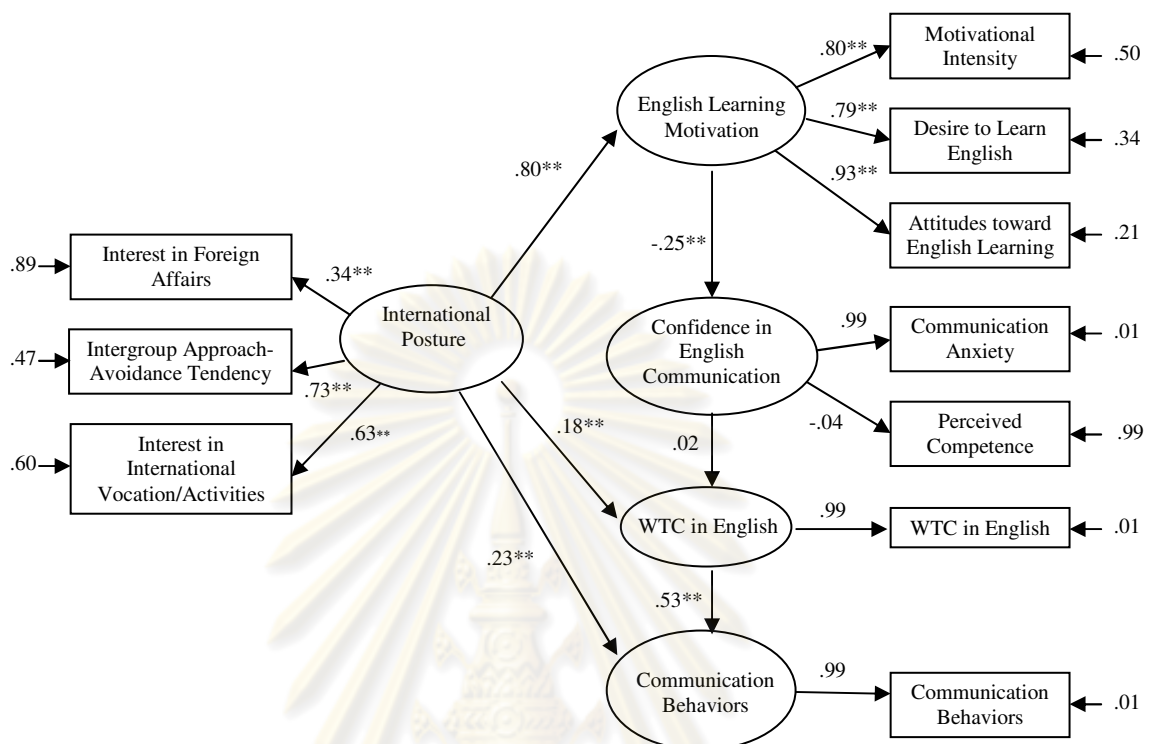 Motivational
Intensity
.80**
.50
English Learning
Motivation
.79**
Desire to Learn
English
.34
.80**
.93**
Attitudes toward
English Learning
.21
-.25**
.89
Interest in Foreign
Affairs
.34**
International
Posture
Confidence in
English
Communication
.99
Communication
Anxiety
.01
.47
Intergroup Approach-
Avoidance Tendency
.73**
-.04
Perceived
Competence
.99
.60
Interest in
International
Vocation/Activities
.63**
.18**
.02
WTC in English
.99
WTC in English
.01
.23**
.53**
Communication
Behaviors
.99
Communication
Behaviors
.01